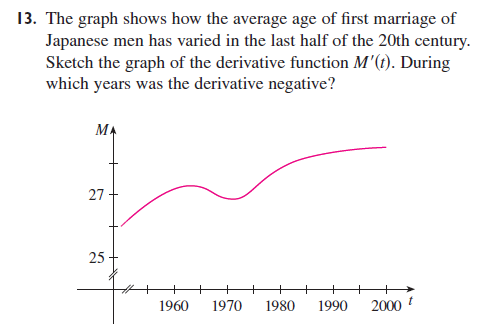 13. The graph shows how the average age of first marriage of
Japanese men has varied in the last half of the 20th century.
Sketch the graph of the derivative function M′(t). During
which years was the derivative negative?
M
27
25
1960 1970 1980 1990 2000 t